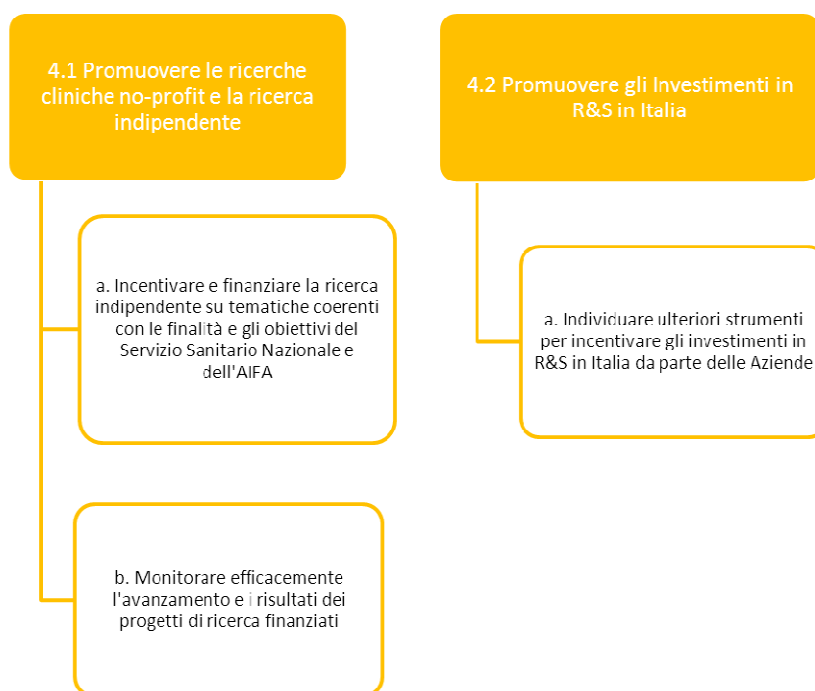 4.1 Promuovere le ricerche
cliniche no-profit e la ricerca
indipendente
a. Incentivare e finanziare la ricerca
indipendente su tematiche coerenti
con le finalità e gli obiettivi del
Servizio Sanitario Nazionale e
dell'AIFA
b. Monitorare efficacemente
l'avanzamento e i risultati dei
progetti di ricerca finanziati
4.2 Promuovere gli Investimenti in
R&S in Italia
a. Individuare ulteriori strumenti
per incentivare gli investimenti in
R&S in Italia da parte delle Aziende